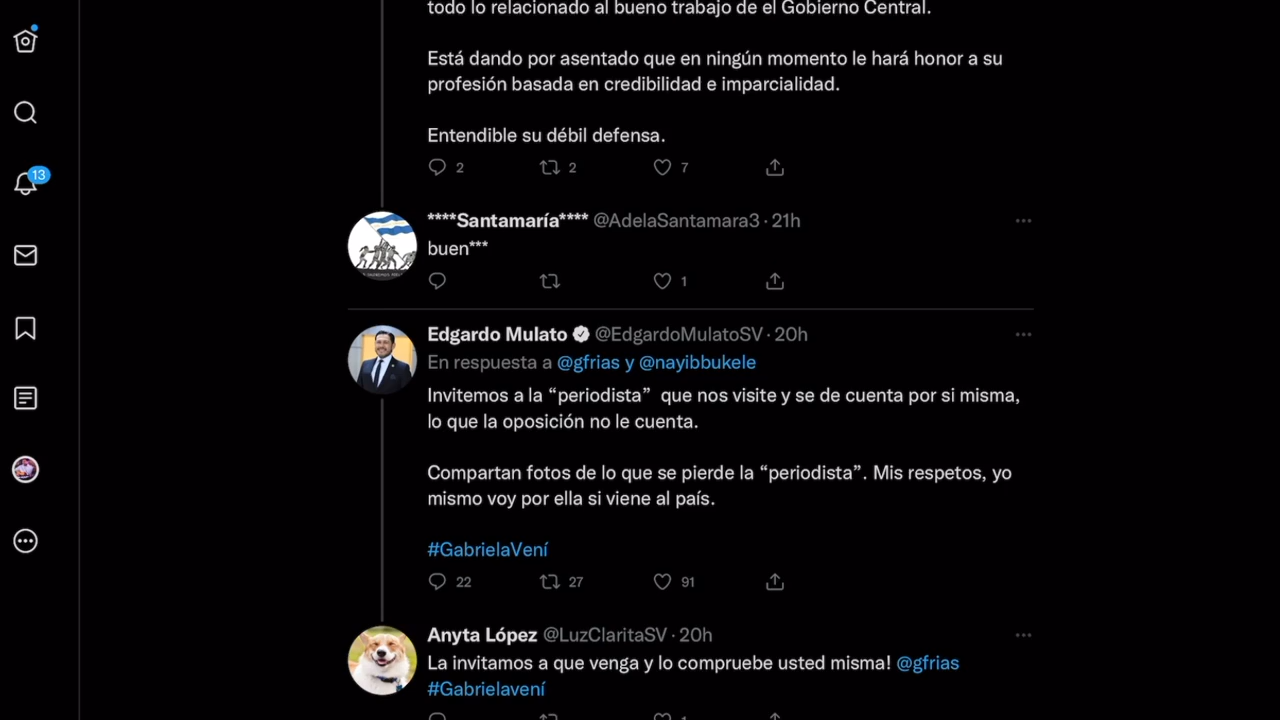 todo lo relacionado al bueno trabajo de el Gobierno Central.
Está dando por asentado que en ningún momento le hará honor a su
profesión basada en credibilidad e imparcialidad.
Entendible su débil defensa.
2 2 7
****Santamaría**** @AdelaSantamara3 · 21h
buen***
1
13
Edgardo Mulato @EdgardoMulatoSV · 20h
En respuesta a @gfrias y @nayibbukele
Invitemos a la “periodista” que nos visite y se de cuenta por si misma,
lo que la oposición no le cuenta.
Compartan fotos de lo que se pierde la “periodista”. Mis respetos, yo
mismo voy por ella si viene al país.
#GabrielaVení
22 27 91
Anyta López @LuzClaritaSV · 20h
La invitamos a que venga y lo compruebe usted misma! @gfrias
#Gabrielavení